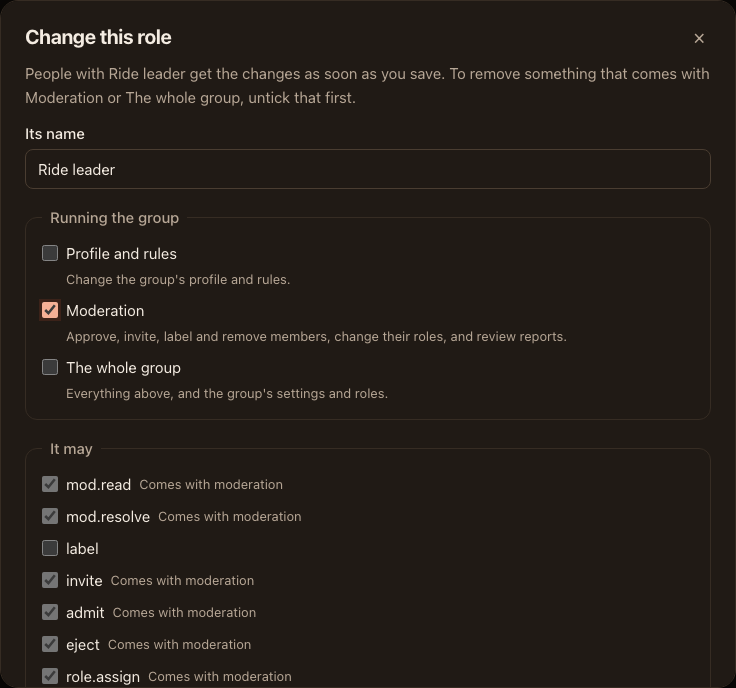 Change this role
People with Ride leader get the changes as soon as you save. To remove something that comes with
Moderation or The whole group, untick that first.
Its name
Ride leader
Running the group
Profile and rules
Change the group's profile and rules.
Moderation
Approve, invite, label and remove members, change their roles, and review reports.
The whole group
Everything above, and the group's settings and roles.
It may
mod.read Comes with moderation
mod.resolve Comes with moderation
label
invite Comes with moderation
admit Comes with moderation
eject Comes with moderation
role.assign Comes with moderation